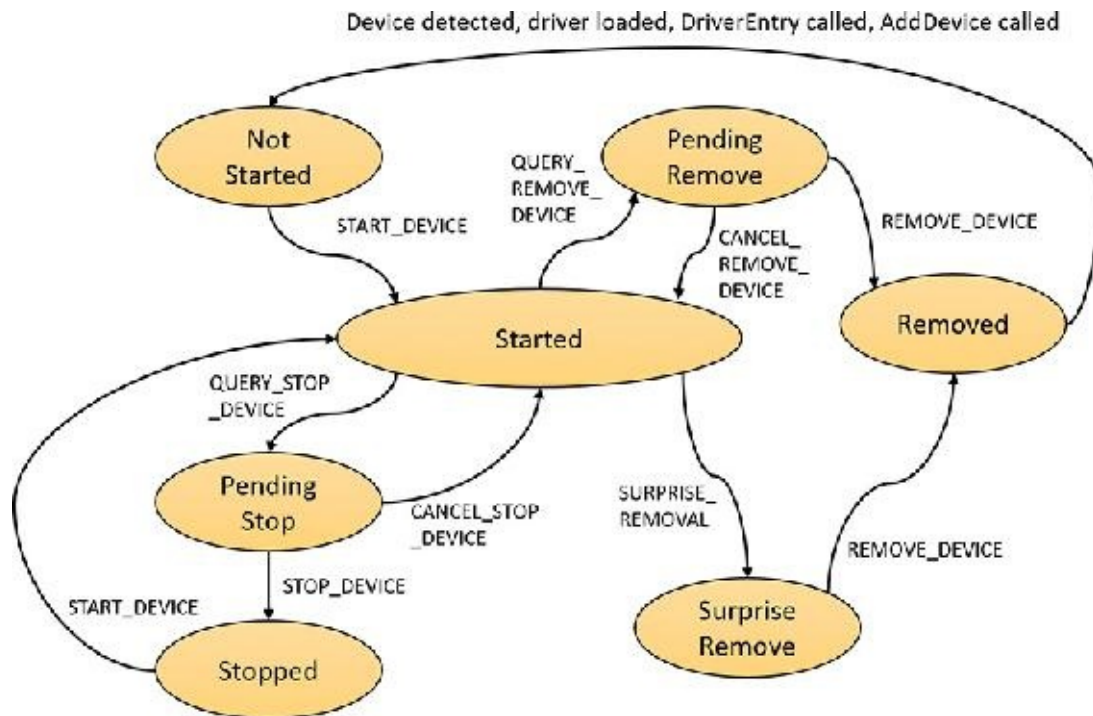 Device detected, driver loaded, DriverEntry called, AddDevice called
Not
Started
START_DEVICE
QUERY_
REMOVE_
DEVICE
Pending
Remove
CANCEL_
REMOVE_
DEVICE
REMOVE_DEVICE
Removed
Started
QUERY_STOP
_DEVICE
Pending
Stop
CANCEL_STOP
_DEVICE
SURPRISE_
REMOVAL
REMOVE_DEVICE
STOP_DEVICE
START_DEVICE
Stopped
Surprise
Remove